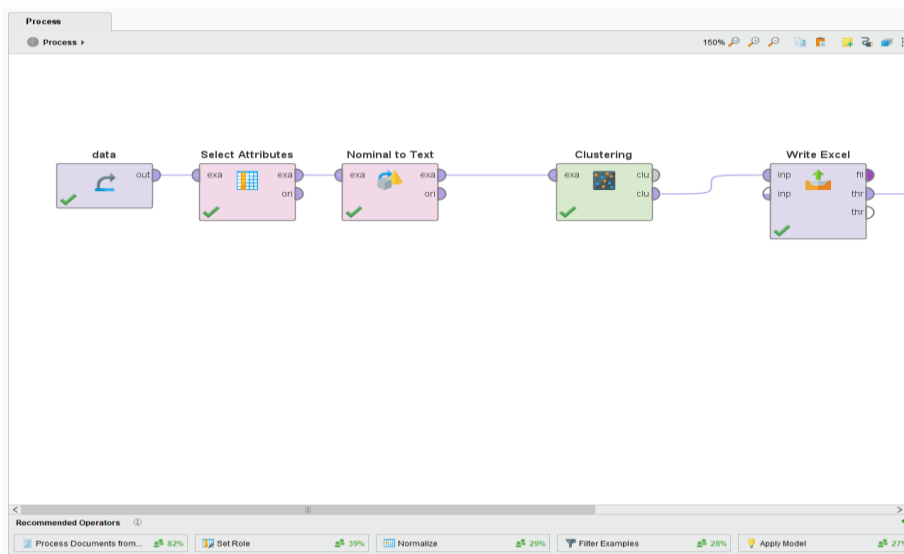 Process
Process
150%
data
Select Attributes
Nominal to Text
Clustering
Write Excel
out
exa
exa
exa
exa
exa
clu
inp
fil
ori
ori
clu
inp
thr
thr
Recommended Operators
Process Documents from...
82%
Set Role
39%
Normalize
29%
Filter Examples
28%
Apply Model
27%